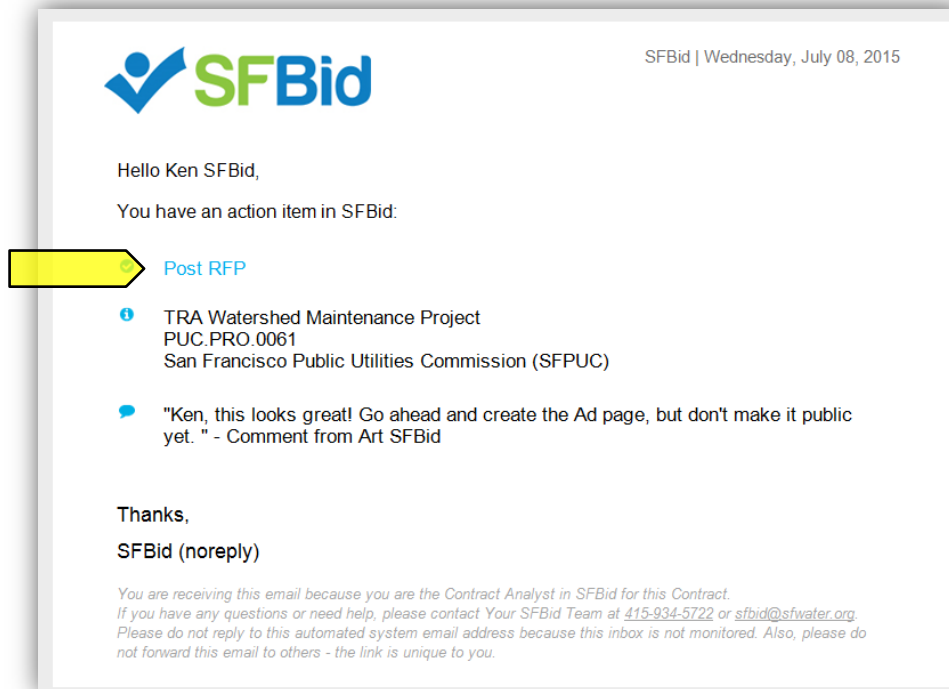 SFBid
SFBid | Wednesday, July 08, 2015
Hello Ken SFBid,
You have an action item in SFBid:
Post RFP
TRA Watershed Maintenance Project
PUC.PRO.0061
San Francisco Public Utilities Commission (SFPUC)
"Ken, this looks great! Go ahead and create the Ad page, but don't make it public
yet. " - Comment from Art SFBid
Thanks,
SFBid (noreply)
You are receiving this email because you are the Contract Analyst in SFBid for this Contract.
If you have any questions or need help, please contact Your SFBid Team at 415-934-5722 or sfbid@sfwater.org.
Please do not reply to this automated system email address because this inbox is not monitored. Also, please do
not forward this email to others - the link is unique to you.